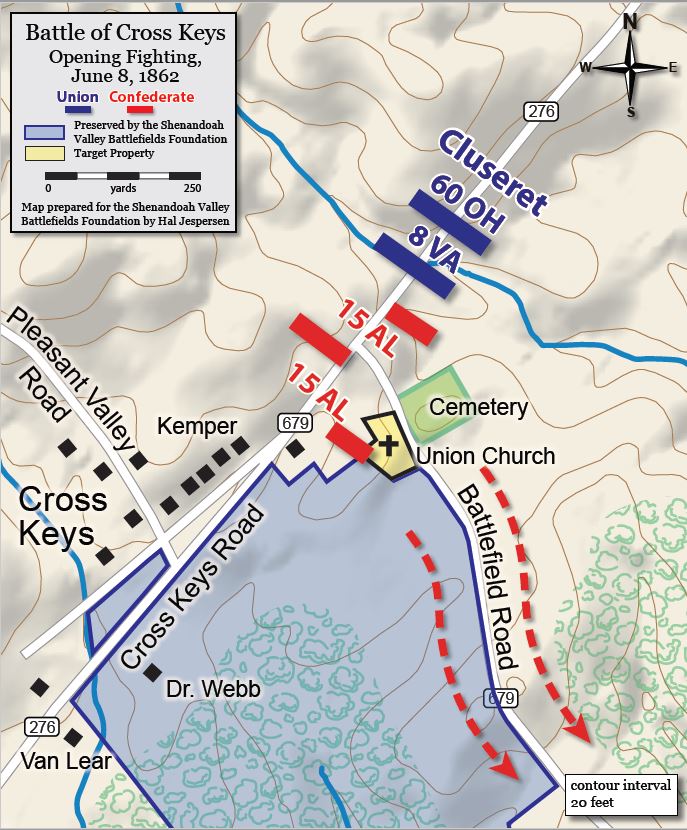 Battle of Cross Keys
Opening Fighting,
June 8, 1862
Union Confederate
Preserved by the Shenandoah
Valley Battlefields Foundation
Target Property
0 yards 250
Map prepared for the Shenandoah Valley
Battlefields Foundation by Hal Jespersen
N
W E
S
276
Cluseret
60 OH
8 VA
15 AL
15 AL
Pleasant Valley
Road
Kemper
679
Cemetery
Union Church
Cross
Keys
Cross Keys Road
Battlefield Road
679
Dr. Webb
276
Van Lear
contour interval
20 feet